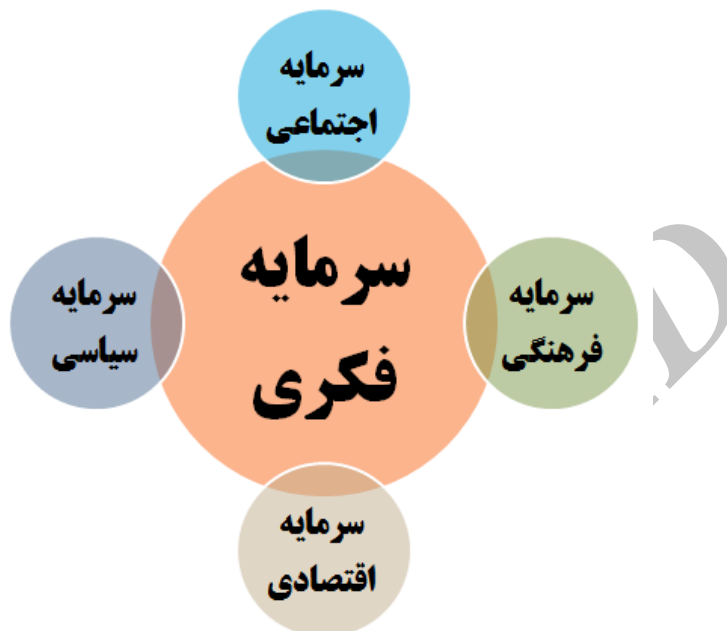 سرمایه
اجتماعی
سرمایه
فکری
سرمایه
فرهنگی
سرمایه
سیاسی
سرمایه
اقتصادی